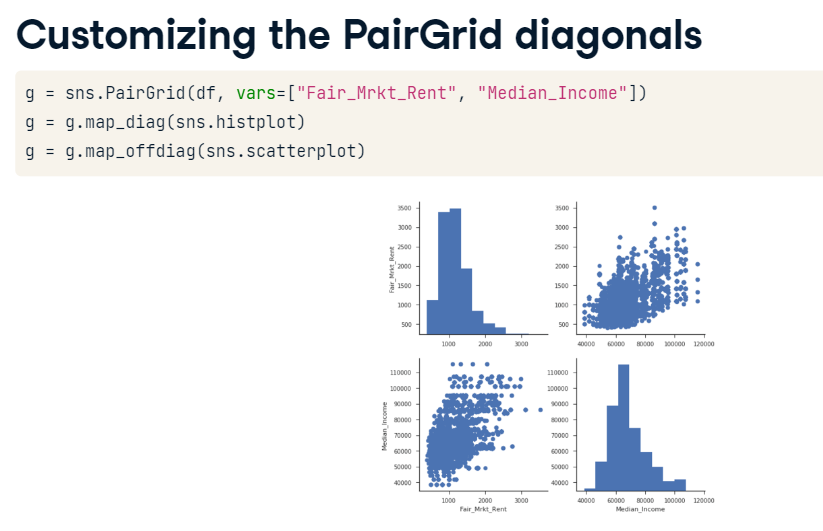 Customizing the PairGrid diagonals
g = sns.PairGrid(df, vars=["Fair_Mrkt_Rent", "Median_Income"])
g = g.map_diag(sns.histplot)
g = g.map_offdiag(sns.scatterplot)
Fair_Mrkt_Rent
3500
3000
2500
2000
1500
1000
500
1000 2000 3000
3500
3000
2500
2000
1500
1000
500
40000 60000 80000 100000 120000
Median_Income
110000
100000
90000
80000
70000
60000
50000
40000
1000 2000 3000
Fair_Mrkt_Rent
110000
100000
90000
80000
70000
60000
50000
40000
40000 60000 80000 100000 120000
Median_Income